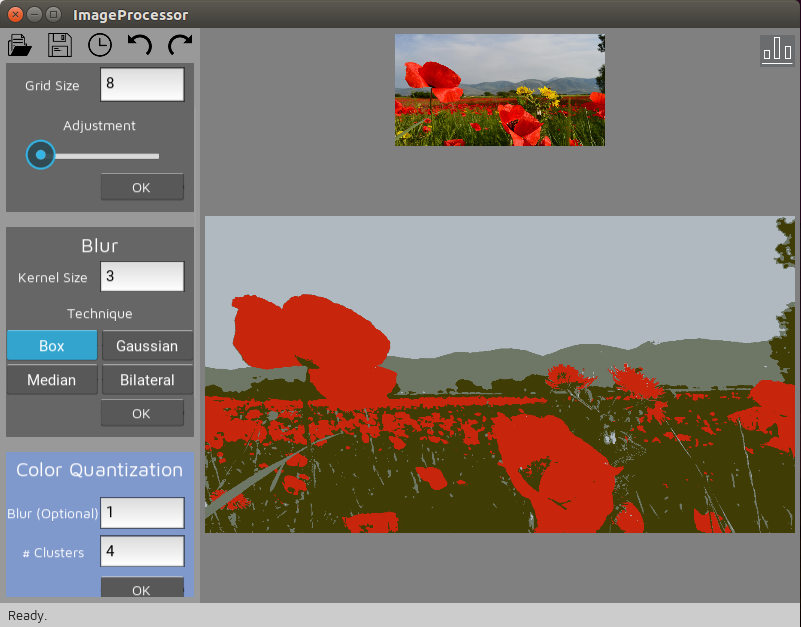 ImageProcessor
Grid Size 8
Adjustment
OK
Blur
Kernel Size 3
Technique
Box Gaussian
Median Bilateral
OK
Color Quantization
Blur (Optional) 1
# Clusters 4
OK
Ready.